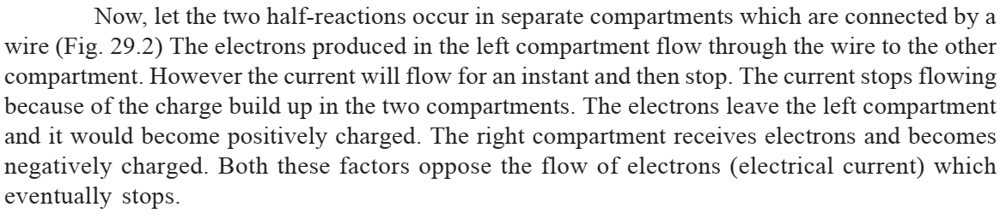 Now, let the two half-reactions occur in separate compartments which are connected by a
wire (Fig. 29.2) The electrons produced in the left compartment flow through the wire to the other
compartment. However the current will flow for an instant and then stop. The current stops flowing
because of the charge build up in the two compartments. The electrons leave the left compartment
and it would become positively charged. The right compartment receives electrons and becomes
negatively charged. Both these factors oppose the flow of electrons (electrical current) which
eventually stops.